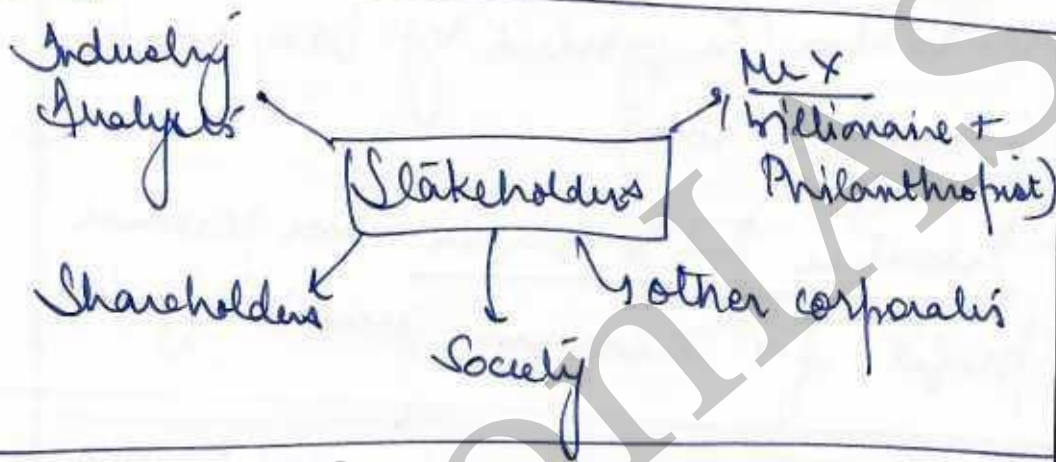 Industry
Analysts
Mr X
(billionaire +
Philanthropist)
Stakeholders
Shareholders
other corporates
Society